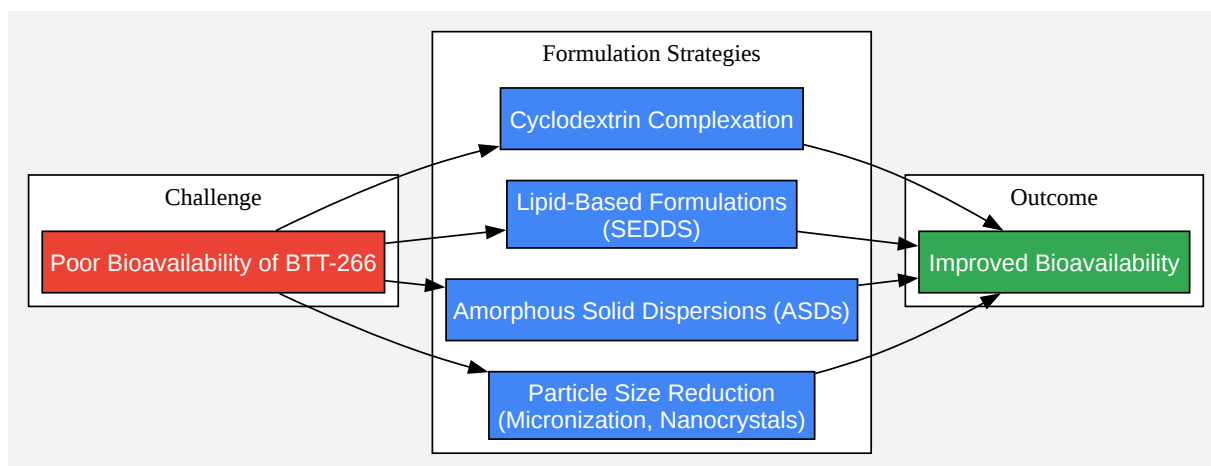 Formulation Strategies
Cyclodextrin Complexation
Challenge
Lipid-Based Formulations
(SEDDS)
Outcome
Poor Bioavailability of BTT-266
Improved Bioavailability
Amorphous Solid Dispersions (ASDs)
Particle Size Reduction
(Micronization, Nanocrystals)